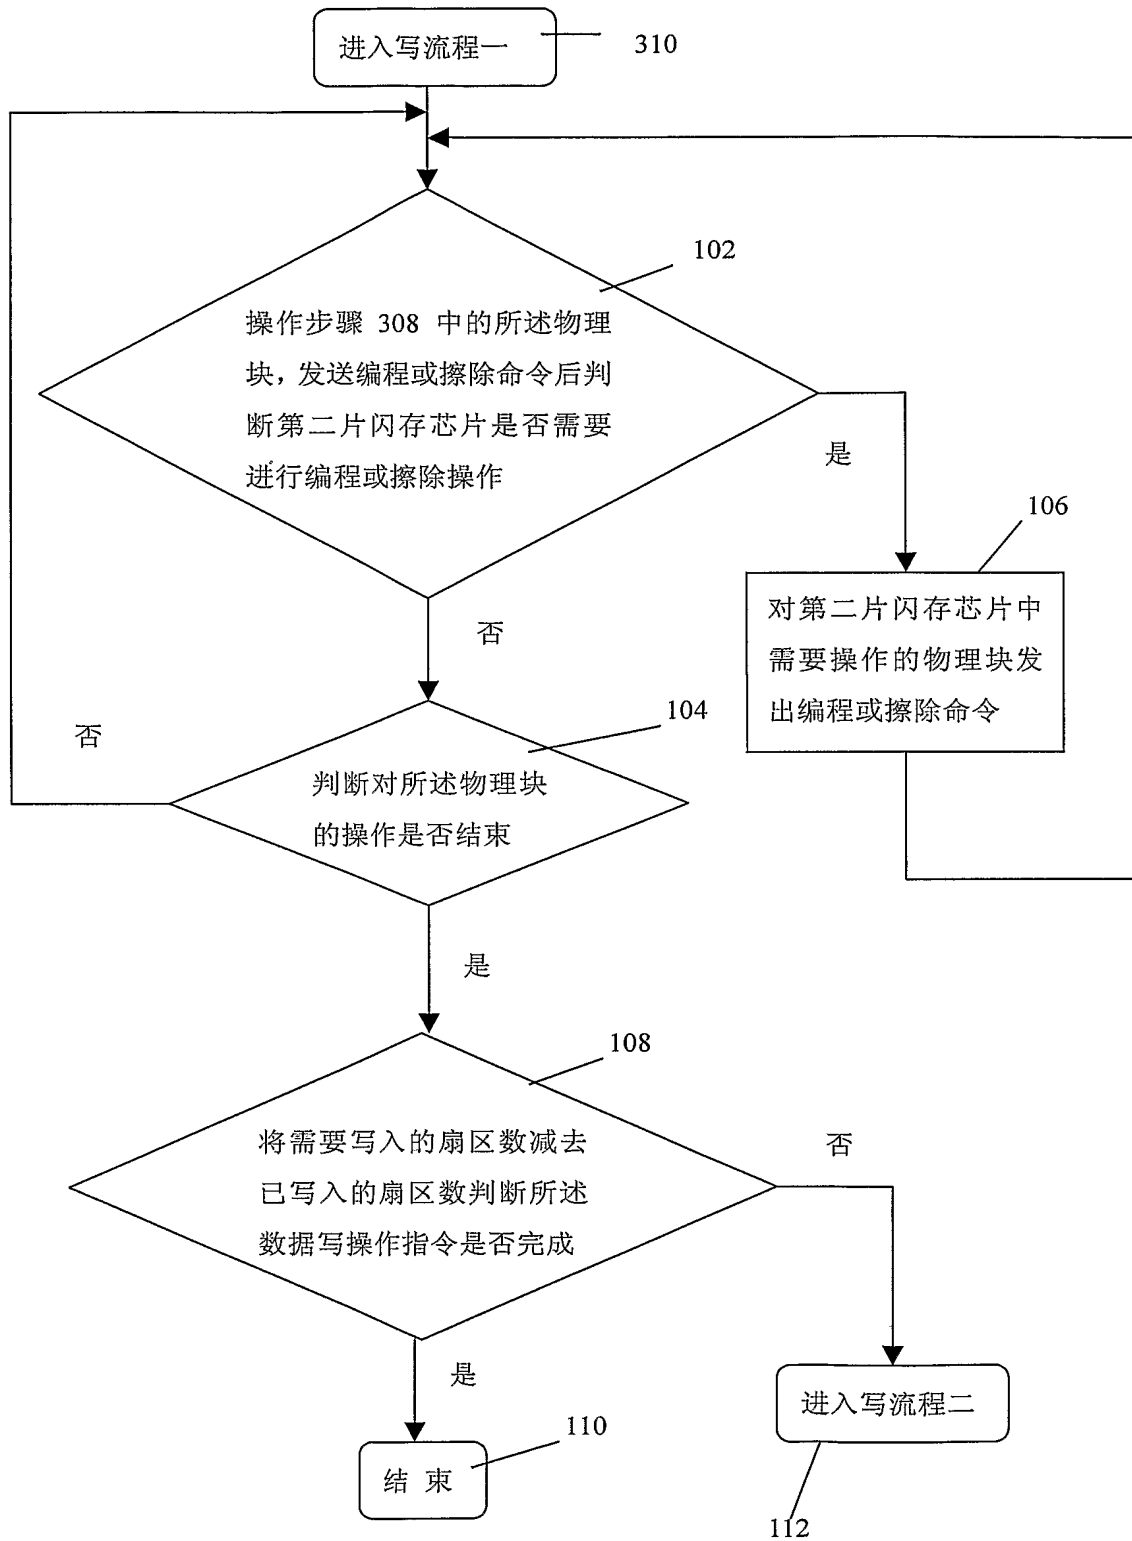 进入写流程一
310
102
操作步骤 308 中的所述物理
块，发送编程或擦除命令后判
断第二片闪存芯片是否需要
进行编程或擦除操作
是
106
对第二片闪存芯片中
需要操作的物理块发
出编程或擦除命令
否
104
否
判断对所述物理块
的操作是否结束
是
108
将需要写入的扇区数减去
已写入的扇区数判断所述
数据写操作指令是否完成
否
是
进入写流程二
110
结 束
112